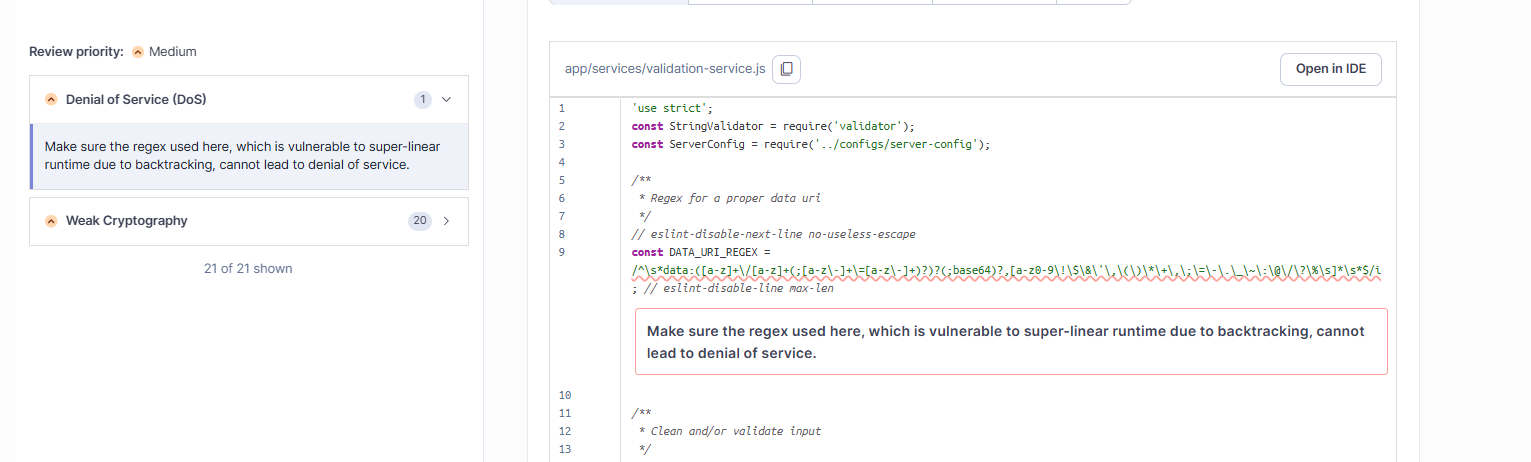 Review priority: Medium
Denial of Service (DoS) 1
Make sure the regex used here, which is vulnerable to super-linear
runtime due to backtracking, cannot lead to denial of service.
Weak Cryptography 20
21 of 21 shown
app/services/validation-service.js
Open in IDE
1 'use strict';
2 const StringValidator = require('validator');
3 const ServerConfig = require('../configs/server-config');
4
5 /**
6 * Regex for a proper data uri
7 */
8 // eslint-disable-next-line no-useless-escape
9 const DATA_URI_REGEX =
/^\s*data:([a-z]+\/[a-z]+(;[a-z\-]+\=[a-z\-]+)?)?(;base64)?,[a-z0-9\!\$\&\'\,\(\)\*\+\,\;\=\-\.\_\~\:\@\/\?\%\s]*\s*$/i
; // eslint-disable-line max-len
Make sure the regex used here, which is vulnerable to super-linear runtime due to backtracking, cannot
lead to denial of service.
10
11 /**
12 * Clean and/or validate input
13 */